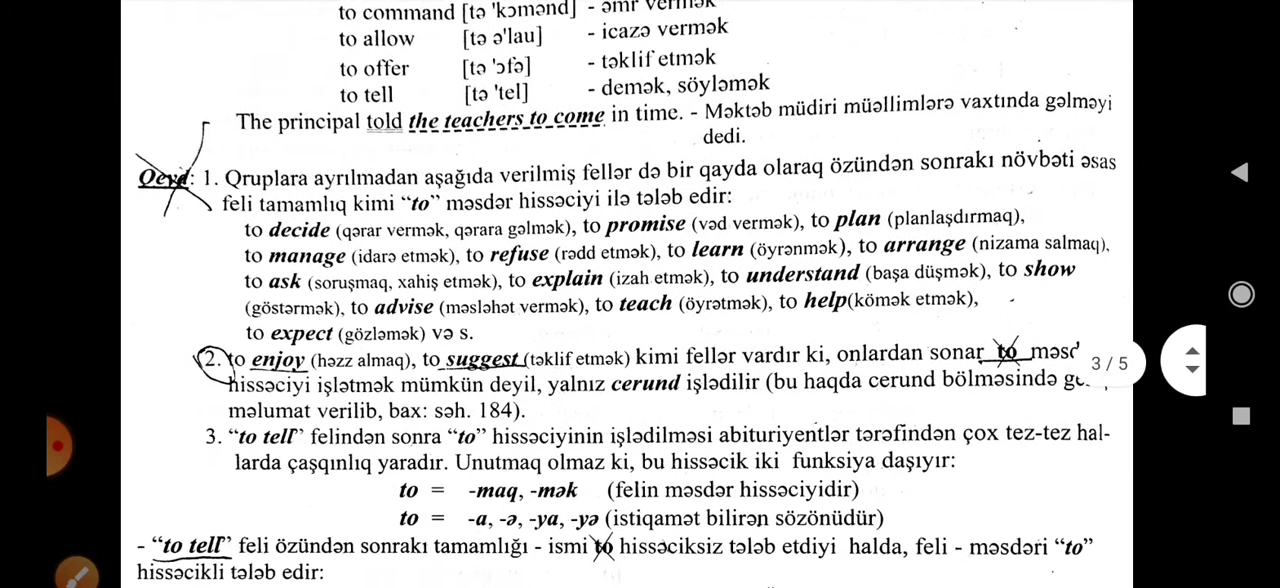 to command [tə 'kɔmənd] - əmr vermək
to allow [tə ə'lau] - icazə vermək
to offer [tə 'ɔfə] - təklif etmək
to tell [tə 'tel] - demək, söyləmək
The principal told the teachers to come in time. - Məktəb müdiri müəllimlərə vaxtında gəlməyi
dedi.
Qeyd: 1. Qruplara ayrılmadan aşağıda verilmiş fellər də bir qayda olaraq özündən sonrakı növbəti əsas
feli tamamlıq kimi “to” məsdər hissəciyi ilə tələb edir:
to decide (qərar vermək, qərara gəlmək), to promise (vəd vermək), to plan (planlaşdırmaq),
to manage (idarə etmək), to refuse (rədd etmək), to learn (öyrənmək), to arrange (nizama salmaq),
to ask (soruşmaq, xahiş etmək), to explain (izah etmək), to understand (başa düşmək), to show
(göstərmək), to advise (məsləhət vermək), to teach (öyrətmək), to help(kömək etmək),
to expect (gözləmək) və s.
2. to enjoy (həzz almaq), to suggest (təklif etmək) kimi fellər vardır ki, onlardan sonar to məsd
3 / 5
hissəciyi işlətmək mümkün deyil, yalnız cerund işlədilir (bu haqda cerund bölməsində ge
məlumat verilib, bax: səh. 184).
3. “to tell” felindən sonra “to” hissəciyinin işlədilməsi abituriyentlər tərəfindən çox tez-tez hal-
larda çaşqınlıq yaradır. Unutmaq olmaz ki, bu hissəcik iki funksiya daşıyır:
to = -maq, -mək (felin məsdər hissəciyidir)
to = -a, -ə, -ya, -yə (istiqamət bilirən sözönüdür)
- “to tell” feli özündən sonrakı tamamlığı - ismi to hissəciksiz tələb etdiyi halda, feli - məsdəri “to”
hissəcikli tələb edir: